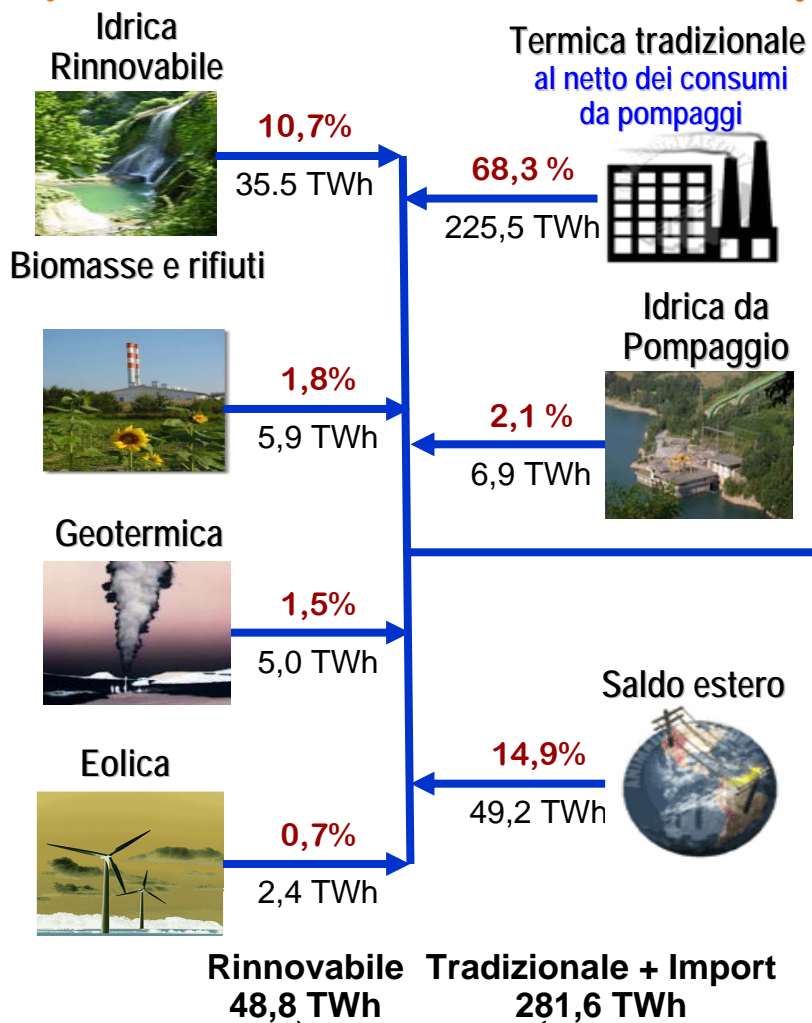 Idrica
Rinnovabile
10,7%
35.5 TWh
Biomasse e rifiuti
1,8%
5,9 TWh
Geotermica
1,5%
5,0 TWh
Eolica
0,7%
2,4 TWh
Termica tradizionale
al netto dei consumi
da pompaggi
68,3 %
225,5 TWh
Idrica da
Pompaggio
2,1 %
6,9 TWh
Saldo estero
14,9%
49,2 TWh
Rinnovabile
48,8 TWh
Tradizionale + Import
281,6 TWh